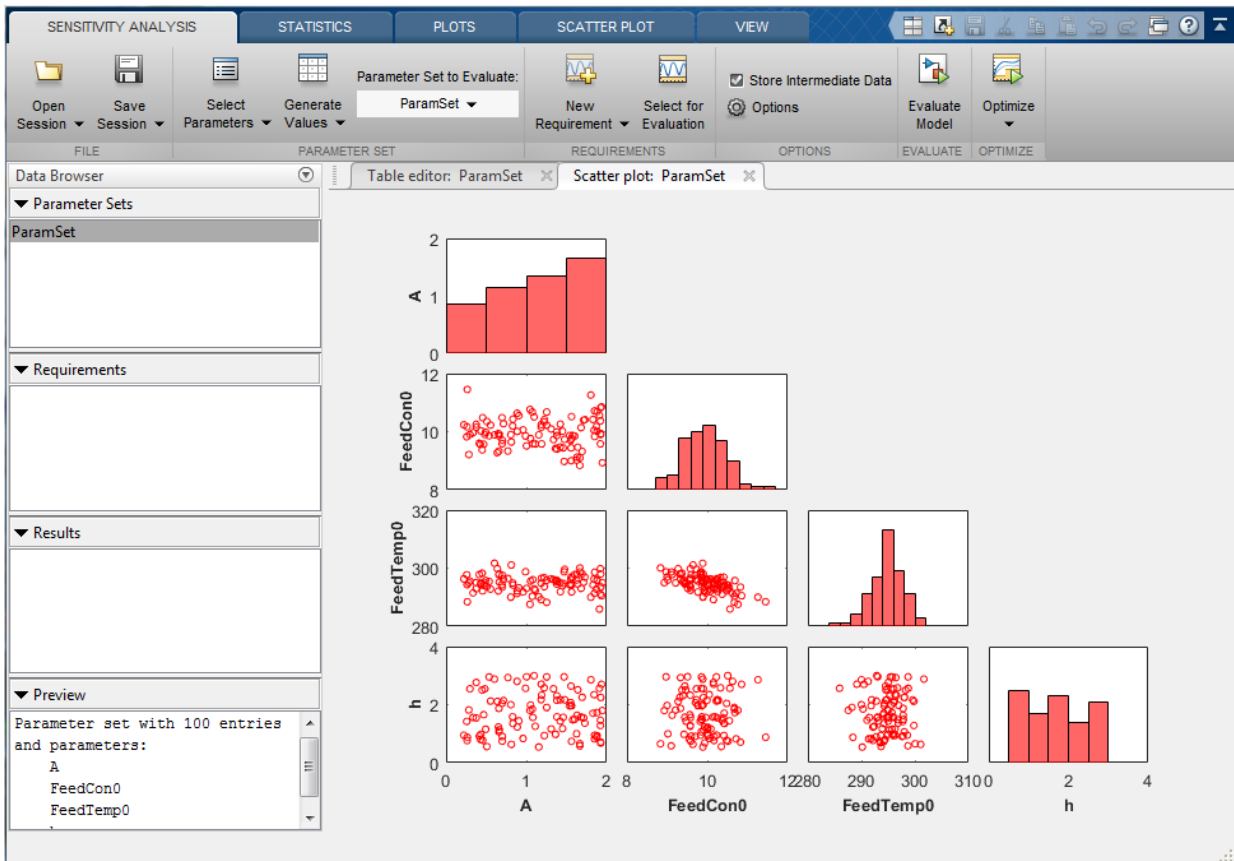 SENSITIVITY ANALYSIS STATISTICS PLOTS SCATTER PLOT VIEW
Open Session Save Session Select Parameters Generate Values Parameter Set to Evaluate: ParamSet New Requirement Select for Evaluation Store Intermediate Data Options Evaluate Model Optimize
FILE PARAMETER SET REQUIREMENTS OPTIONS EVALUATE OPTIMIZE
Data Browser
Parameter Sets
ParamSet
Requirements
Results
Preview
Parameter set with 100 entries
and parameters:
A
FeedCon0
FeedTemp0
Table editor: ParamSet Scatter plot: ParamSet
2
A
1
0
12
FeedCon0
10
8
320
FeedTemp0
300
280
4
h
2
0
0 1 2 8 10 12 280 290 300 310 0 2 4
A FeedCon0 FeedTemp0 h